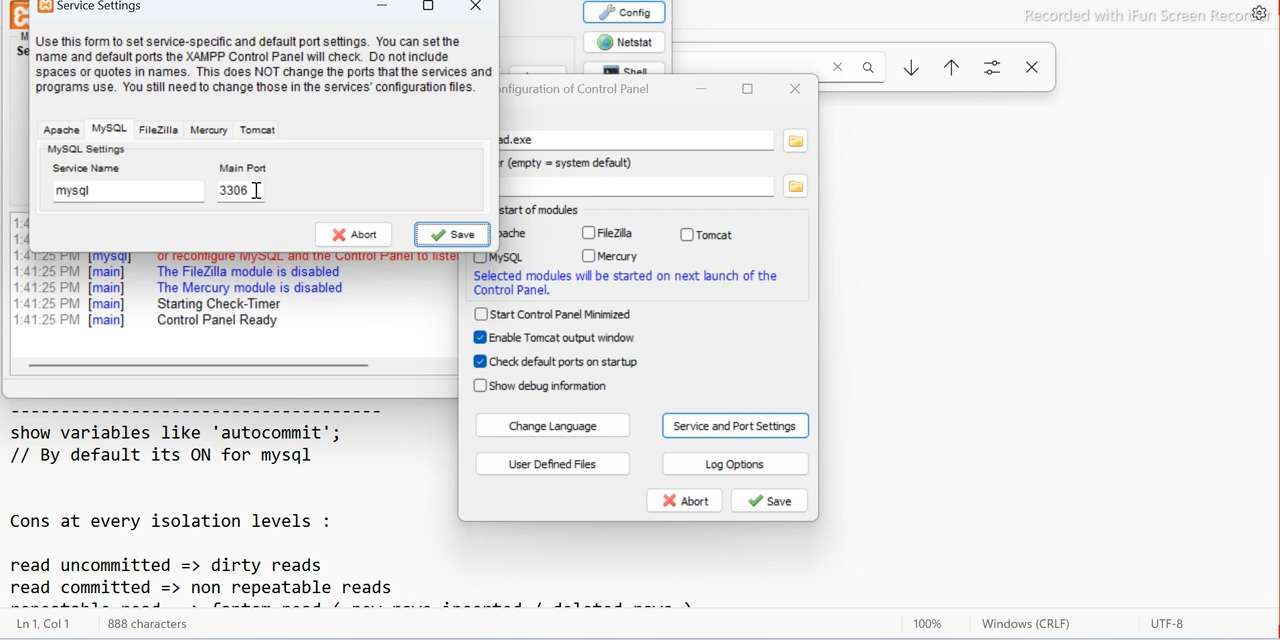 Service Settings
Use this form to set service-specific and default port settings. You can set the
name and default ports the XAMPP Control Panel will check. Do not include
spaces or quotes in names. This does NOT change the ports that the services and
programs use. You still need to change those in the services' configuration files.
Apache MySQL FileZilla Mercury Tomcat
MySQL Settings
Service Name Main Port
mysql 3306
Abort Save
Config
Netstat
Shell
Recorded with iFun Screen Recorder
nfiguration of Control Panel
ad.exe
r (empty = system default)
start of modules
pache FileZilla Tomcat
MySQL Mercury
Selected modules will be started on next launch of the
Control Panel.
Start Control Panel Minimized
Enable Tomcat output window
Check default ports on startup
Show debug information
Change Language Service and Port Settings
User Defined Files Log Options
Abort Save
1:41:25 PM [mysql] or reconfigure MySQL and the Control Panel to liste
1:41:25 PM [main] The FileZilla module is disabled
1:41:25 PM [main] The Mercury module is disabled
1:41:25 PM [main] Starting Check-Timer
1:41:25 PM [main] Control Panel Ready
-------------------------------------
show variables like 'autocommit';
// By default its ON for mysql
Cons at every isolation levels :
read uncommitted => dirty reads
read committed => non repeatable reads
repeatable read => fantom read ( new rows inserted / deleted rows )
Ln 1, Col 1 888 characters 100% Windows (CRLF) UTF-8